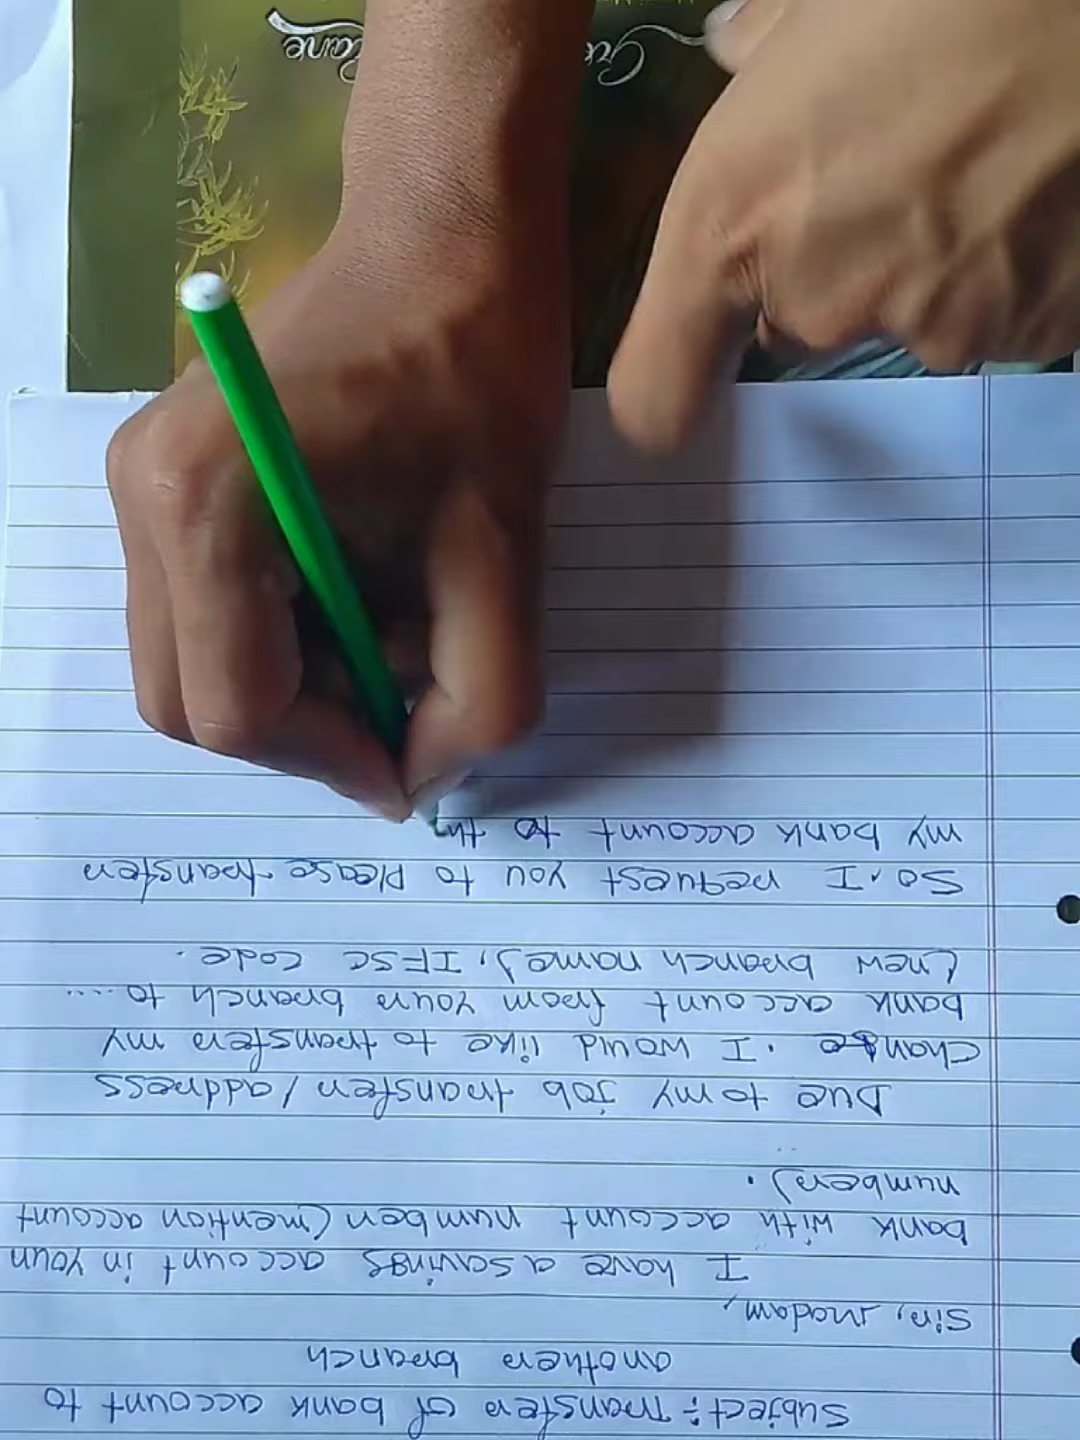 Subject: Transfer of bank account to
another branch
Sir, madam,
I have a savings account in your
bank with account number (mention account
number).
Due to my Job transfer / address
change. I would like to transfer my
bank account from your branch to ....
(new branch name), IFSC code.
So, I request you to please transfer
my bank account to th